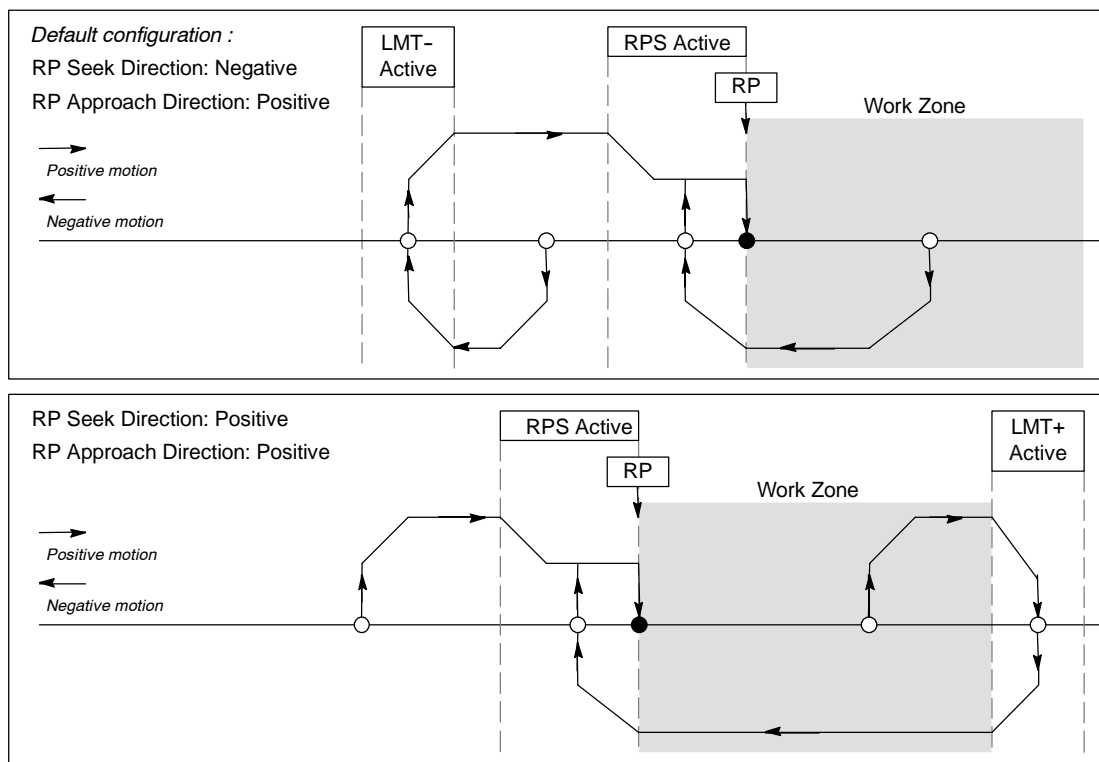 Default configuration :
RP Seek Direction: Negative
RP Approach Direction: Positive
Positive motion
Negative motion
LMT-
Active
RPS Active
RP
Work Zone
RP Seek Direction: Positive
RP Approach Direction: Positive
Positive motion
Negative motion
RPS Active
RP
Work Zone
LMT+
Active